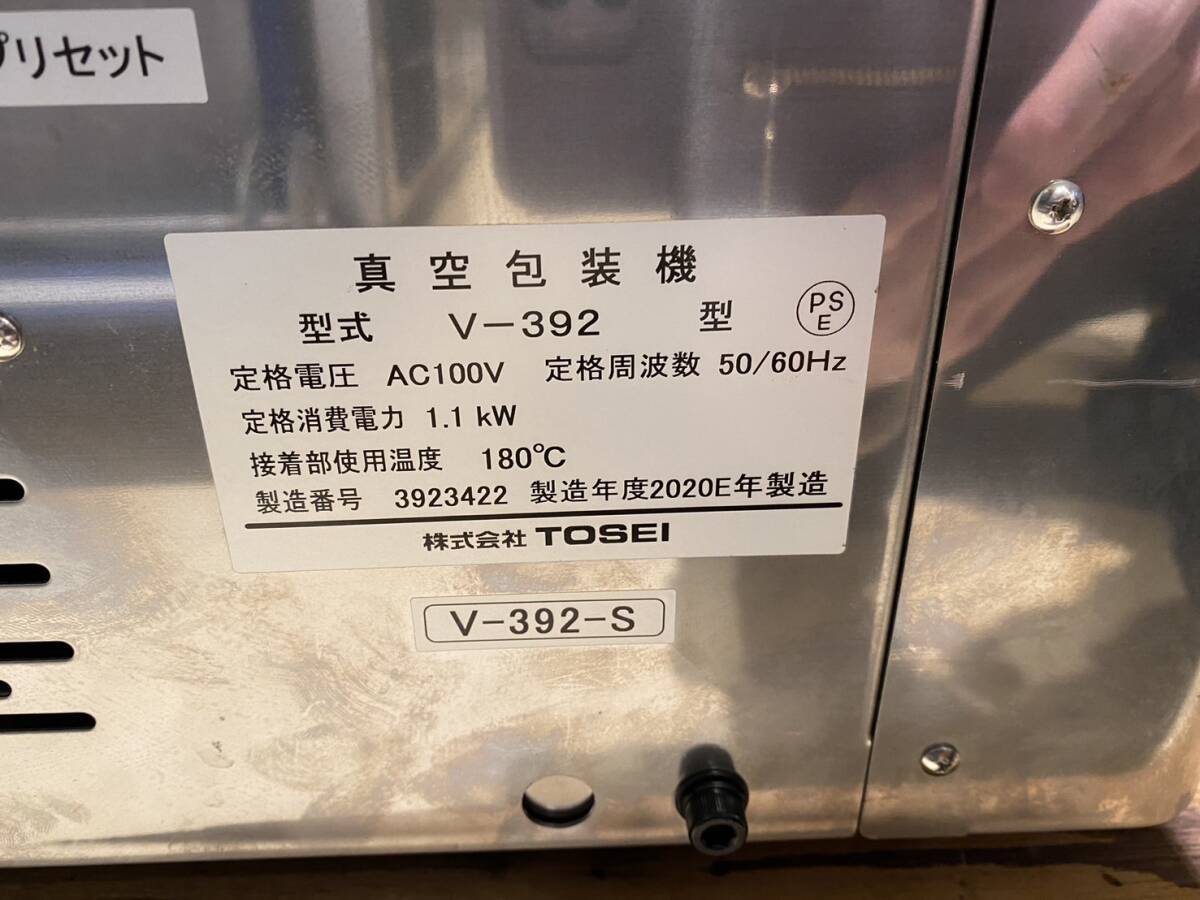 プリセット
真空包装機
型式 V-392 型 PSE
定格電圧 AC100V 定格周波数 50/60Hz
定格消費電力 1.1 kW
接着部使用温度 180℃
製造番号 3923422 製造年度2020E年製造
株式会社 TOSEI
V-392-S